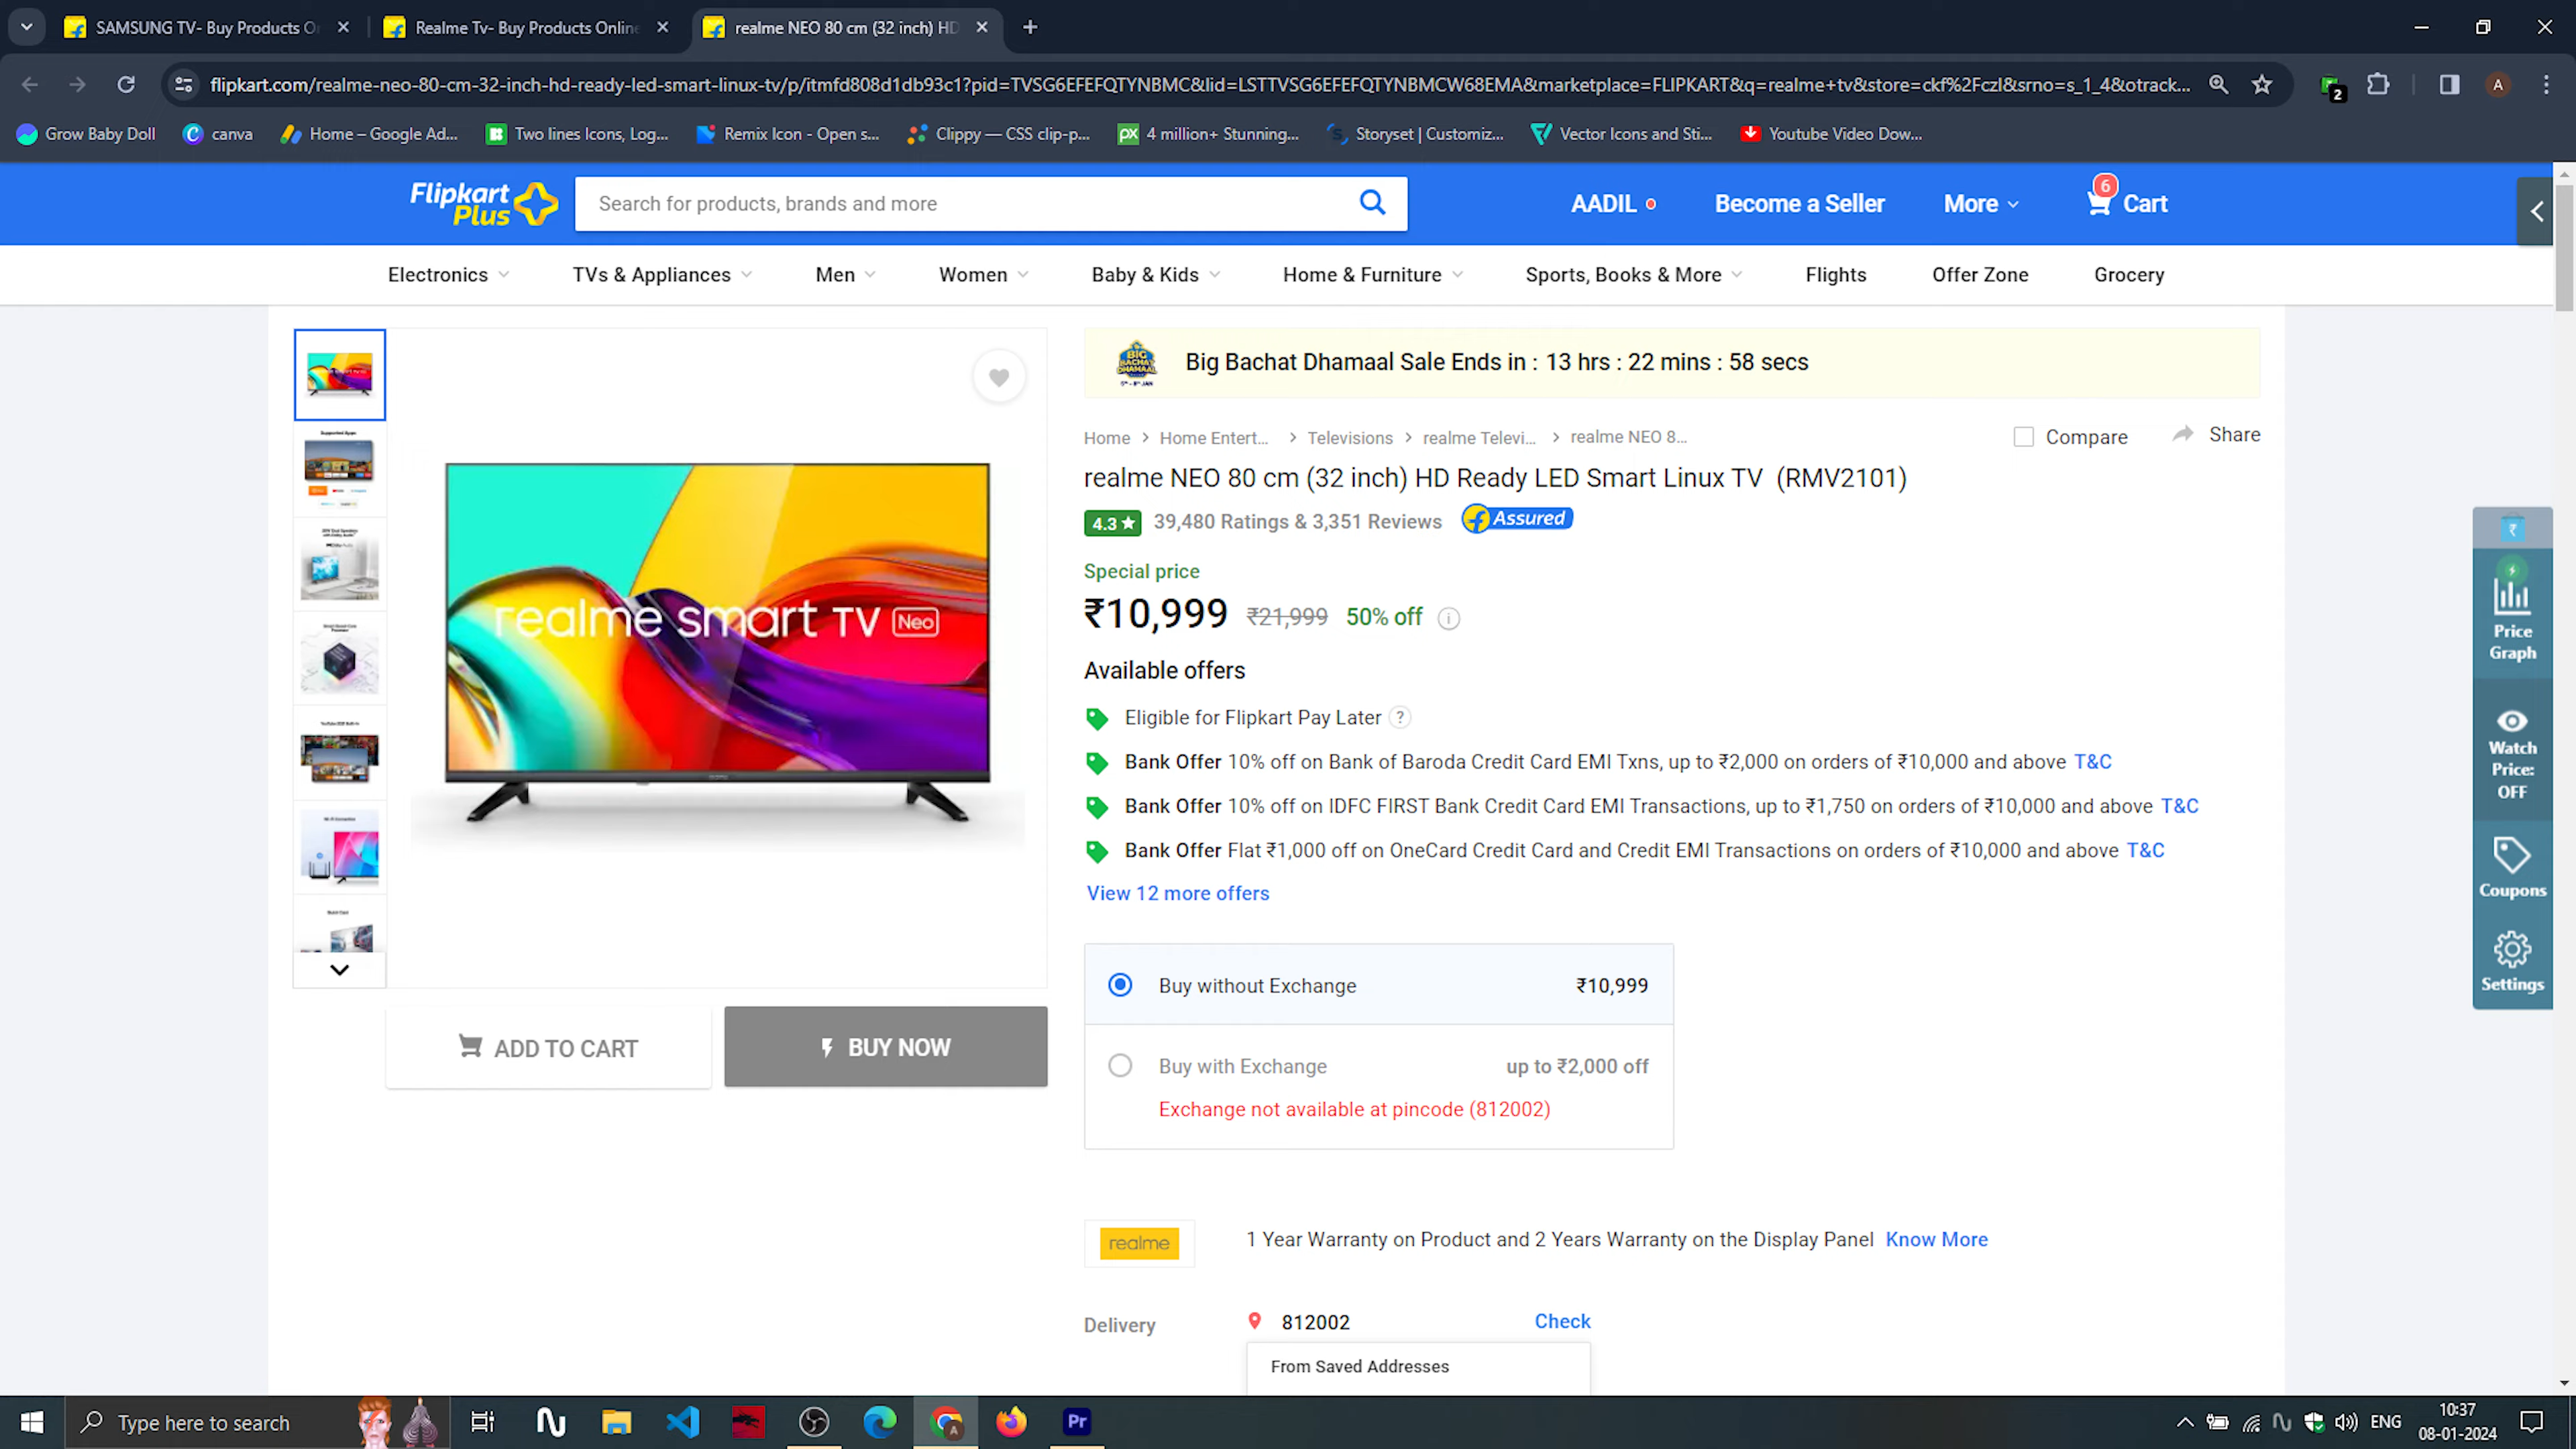 SAMSUNG TV- Buy Products O
Realme Tv- Buy Products Online
realme NEO 80 cm (32 inch) HD
flipkart.com/realme-neo-80-cm-32-inch-hd-ready-led-smart-linux-tv/p/itmfd808d1db93c1?pid=TVSG6EFEFQTYNBMC&lid=LSTTVSG6EFEFQTYNBMCW68EMA&marketplace=FLIPKART&q=realme+tv&store=ckf%2Fczl&srno=s_1_4&otrack...
2
A
Grow Baby Doll
canva
Home – Google Ad...
Two lines Icons, Log...
Remix Icon - Open s...
Clippy — CSS clip-p...
px 4 million+ Stunning...
Storyset | Customiz...
Vector Icons and Sti...
Youtube Video Dow...
Flipkart
Plus
Search for products, brands and more
AADIL
Become a Seller
More
6
Cart
Electronics
TVs & Appliances
Men
Women
Baby & Kids
Home & Furniture
Sports, Books & More
Flights
Offer Zone
Grocery
BIG
BACHAT
DHAMAAL
Big Bachat Dhamaal Sale Ends in : 13 hrs : 22 mins : 58 secs
Home > Home Entert... > Televisions > realme Televi... > realme NEO 8...
Compare
Share
realme NEO 80 cm (32 inch) HD Ready LED Smart Linux TV (RMV2101)
4.3★ 39,480 Ratings & 3,351 Reviews Assured
Special price
₹10,999 ₹21,999 50% off
Available offers
Eligible for Flipkart Pay Later ?
Bank Offer 10% off on Bank of Baroda Credit Card EMI Txns, up to ₹2,000 on orders of ₹10,000 and above T&C
Bank Offer 10% off on IDFC FIRST Bank Credit Card EMI Transactions, up to ₹1,750 on orders of ₹10,000 and above T&C
Bank Offer Flat ₹1,000 off on OneCard Credit Card and Credit EMI Transactions on orders of ₹10,000 and above T&C
View 12 more offers
Buy without Exchange ₹10,999
Buy with Exchange up to ₹2,000 off
Exchange not available at pincode (812002)
realme
1 Year Warranty on Product and 2 Years Warranty on the Display Panel Know More
Delivery
812002
Check
From Saved Addresses
Supported Apps
realme smart TV Neo
ADD TO CART
BUY NOW
₹
Price
Graph
Watch
Price:
OFF
Coupons
Settings
Type here to search
Pr
ENG
10:37
08-01-2024